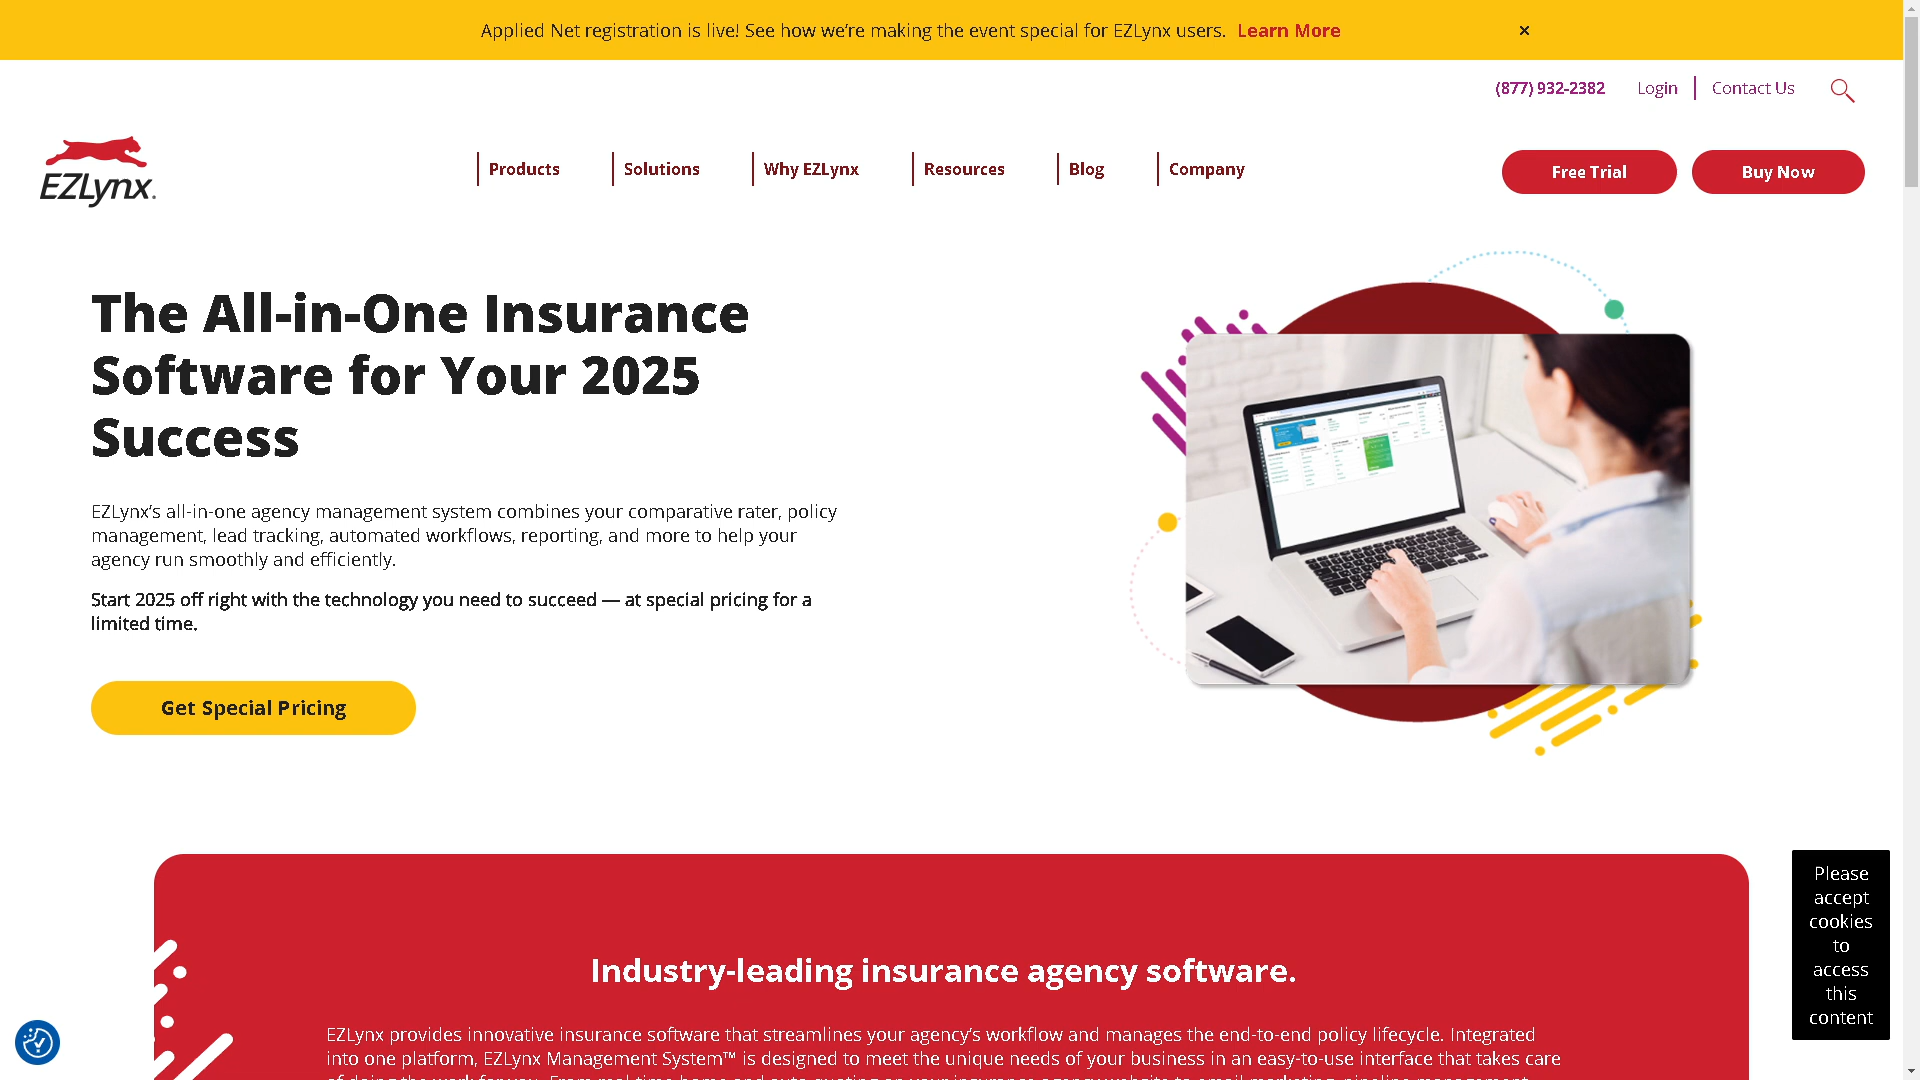 Applied Net registration is live! See how we're making the event special for EZLynx users. Learn More ×
(877) 932-2382 Login Contact Us
EZLynx.
Products Solutions Why EZLynx Resources Blog Company Free Trial Buy Now
The All-in-One Insurance
Software for Your 2025
Success
EZLynx's all-in-one agency management system combines your comparative rater, policy
management, lead tracking, automated workflows, reporting, and more to help your
agency run smoothly and efficiently.
Start 2025 off right with the technology you need to succeed — at special pricing for a
limited time.
Get Special Pricing
Industry-leading insurance agency software.
EZLynx provides innovative insurance software that streamlines your agency's workflow and manages the end-to-end policy lifecycle. Integrated
into one platform, EZLynx Management System™ is designed to meet the unique needs of your business in an easy-to-use interface that takes care
Please
accept
cookies
to
access
this
content